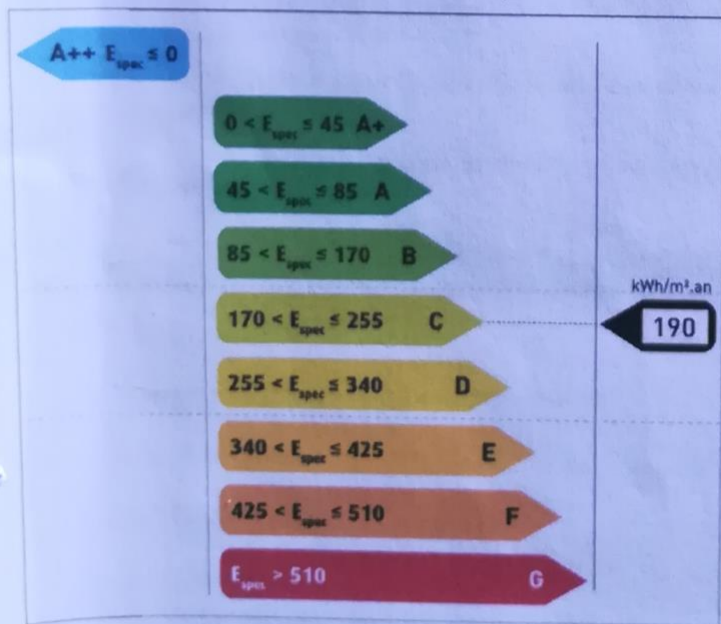 A++ Espec ≤ 0
0 < Espec ≤ 45 A+
45 < Espec ≤ 85 A
85 < Espec ≤ 170 B
kWh/m².an
170 < Espec ≤ 255 C
190
255 < Espec ≤ 340 D
340 < Espec ≤ 425 E
425 < Espec ≤ 510 F
Espec > 510 G